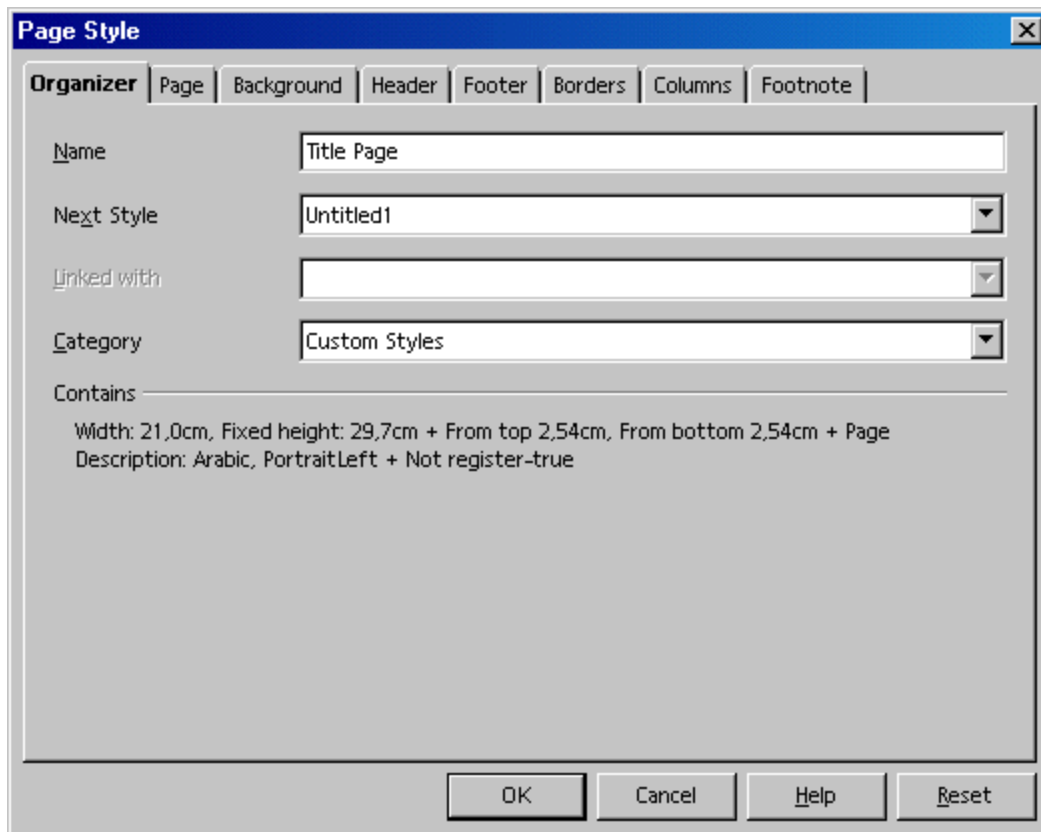 Page Style
Organizer Page Background Header Footer Borders Columns Footnote
Name Title Page
Next Style Untitled1
Linked with
Category Custom Styles
Contains
Width: 21,0cm, Fixed height: 29,7cm + From top 2,54cm, From bottom 2,54cm + Page
Description: Arabic, PortraitLeft + Not register-true
OK Cancel Help Reset